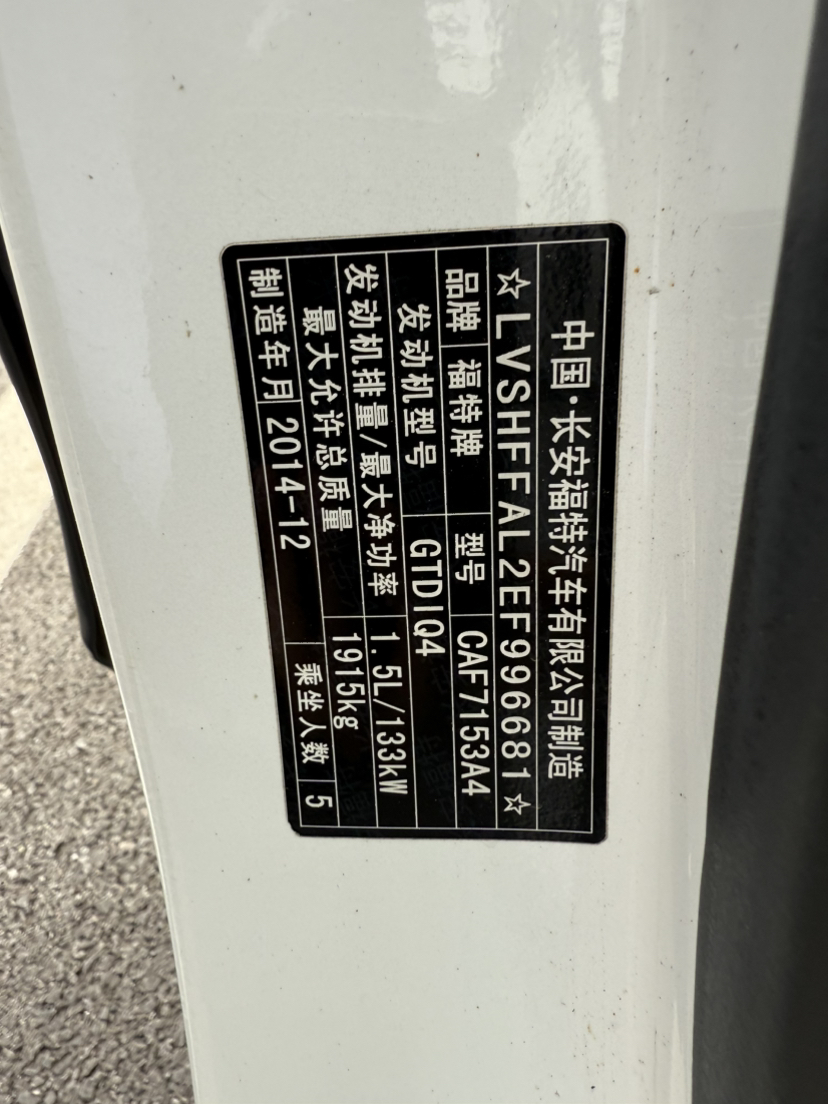 中国·长安福特汽车有限公司制造
☆LVSHFFAL2EF996681☆
品牌 福特牌 型号 CAF7153A4
发动机型号 GTDIQ4
发动机排量/最大净功率 1.5L/133kW
最大允许总质量 1915kg
制造年月 2014-12 乘坐人数 5